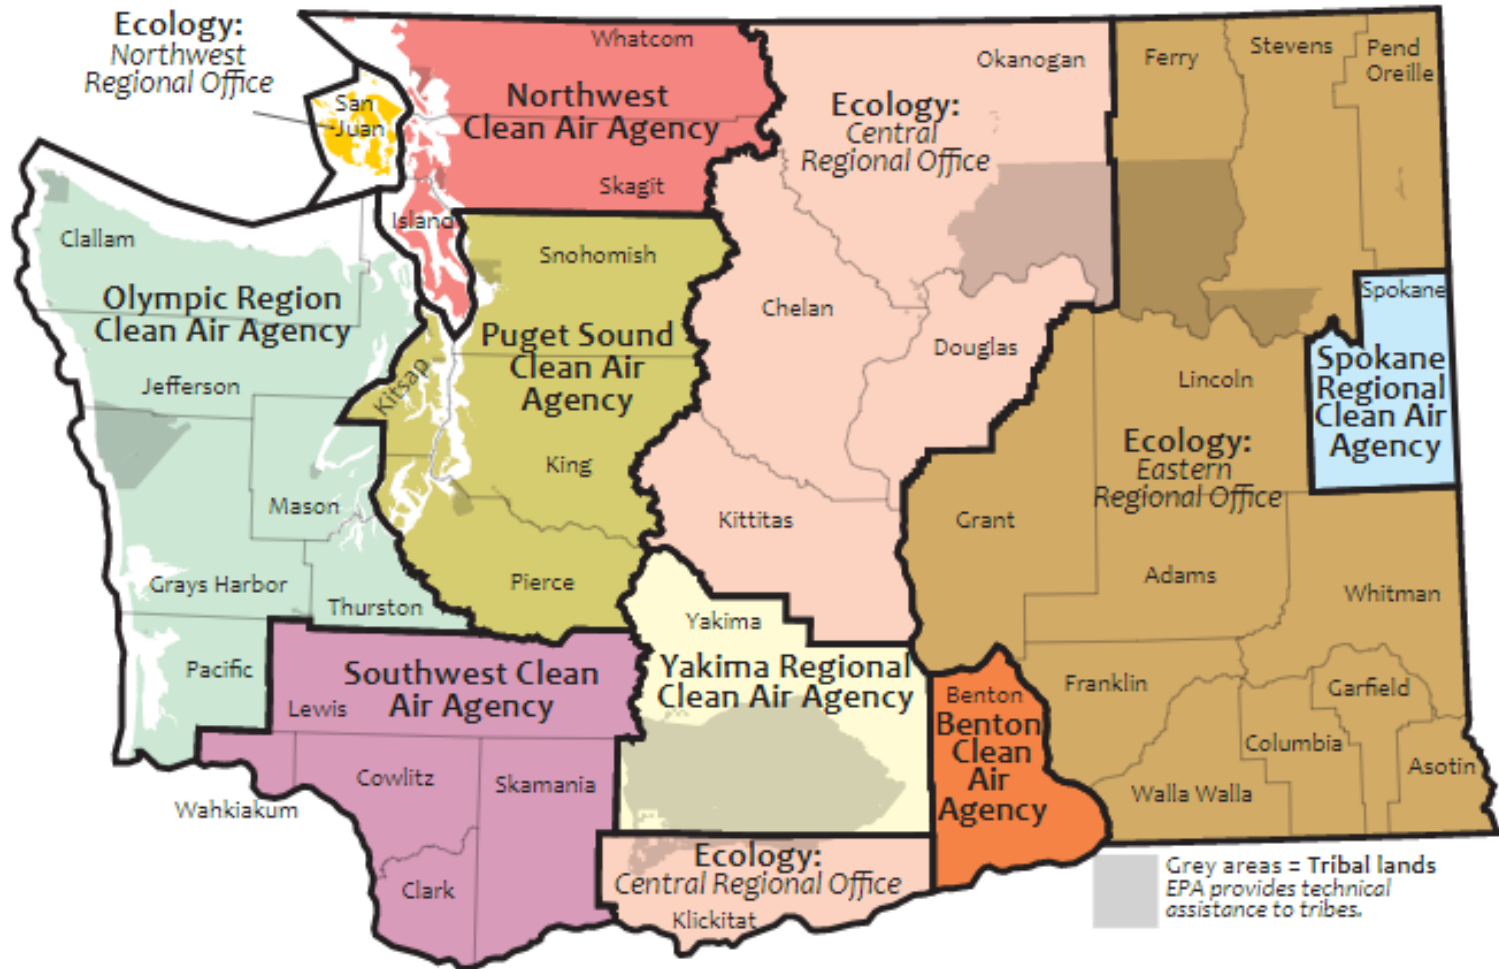 Ecology:
Northwest
Regional Office
San
Juan
Whatcom
Northwest
Clean Air Agency
Skagit
Island
Okanogan
Ecology:
Central
Regional Office
Ferry
Stevens
Pend
Oreille
Clallam
Olympic Region
Clean Air Agency
Jefferson
Mason
Grays Harbor
Thurston
Pacific
Snohomish
Puget Sound
Clean Air
Agency
Kitsap
King
Pierce
Chelan
Douglas
Kittitas
Spokane
Spokane
Regional
Clean Air
Agency
Lincoln
Ecology:
Eastern
Regional Office
Grant
Adams
Whitman
Franklin
Garfield
Columbia
Asotin
Walla Walla
Yakima
Yakima Regional
Clean Air Agency
Benton
Benton
Clean
Air
Agency
Southwest Clean
Air Agency
Lewis
Cowlitz
Skamania
Wahkiakum
Clark
Ecology:
Central Regional Office
Klickitat
Grey areas = Tribal lands
EPA provides technical
assistance to tribes.